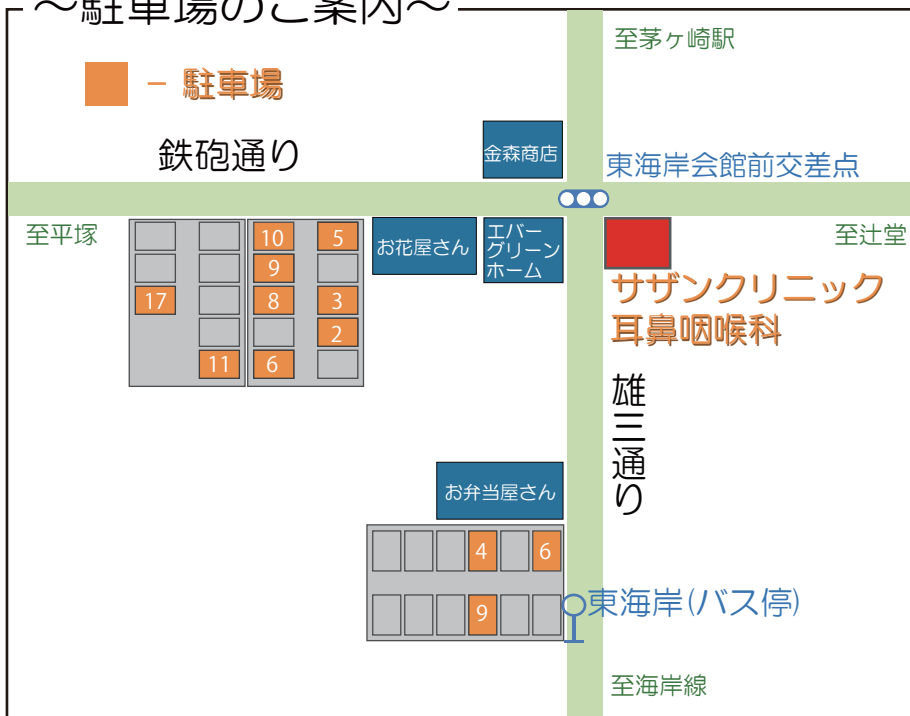 ～駐車場のご案内～
至茅ヶ崎駅
－ 駐車場
鉄砲通り
金森商店
東海岸会館前交差点
至平塚
至辻堂
お花屋さん
エバー
グリーン
ホーム
サザンクリニック
耳鼻咽喉科
10
5
9
17
8
3
2
11
6
雄三通り
お弁当屋さん
4
6
9
東海岸(バス停)
至海岸線